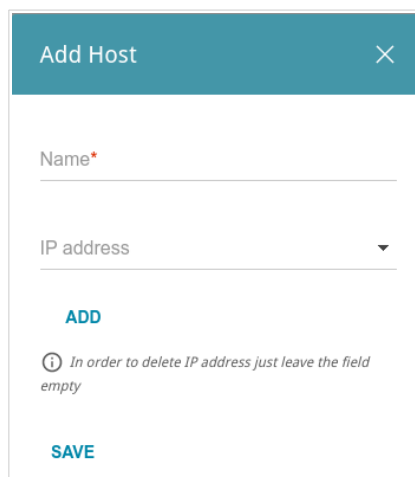 Add Host
Name*
IP address
ADD
In order to delete IP address just leave the field
empty
SAVE